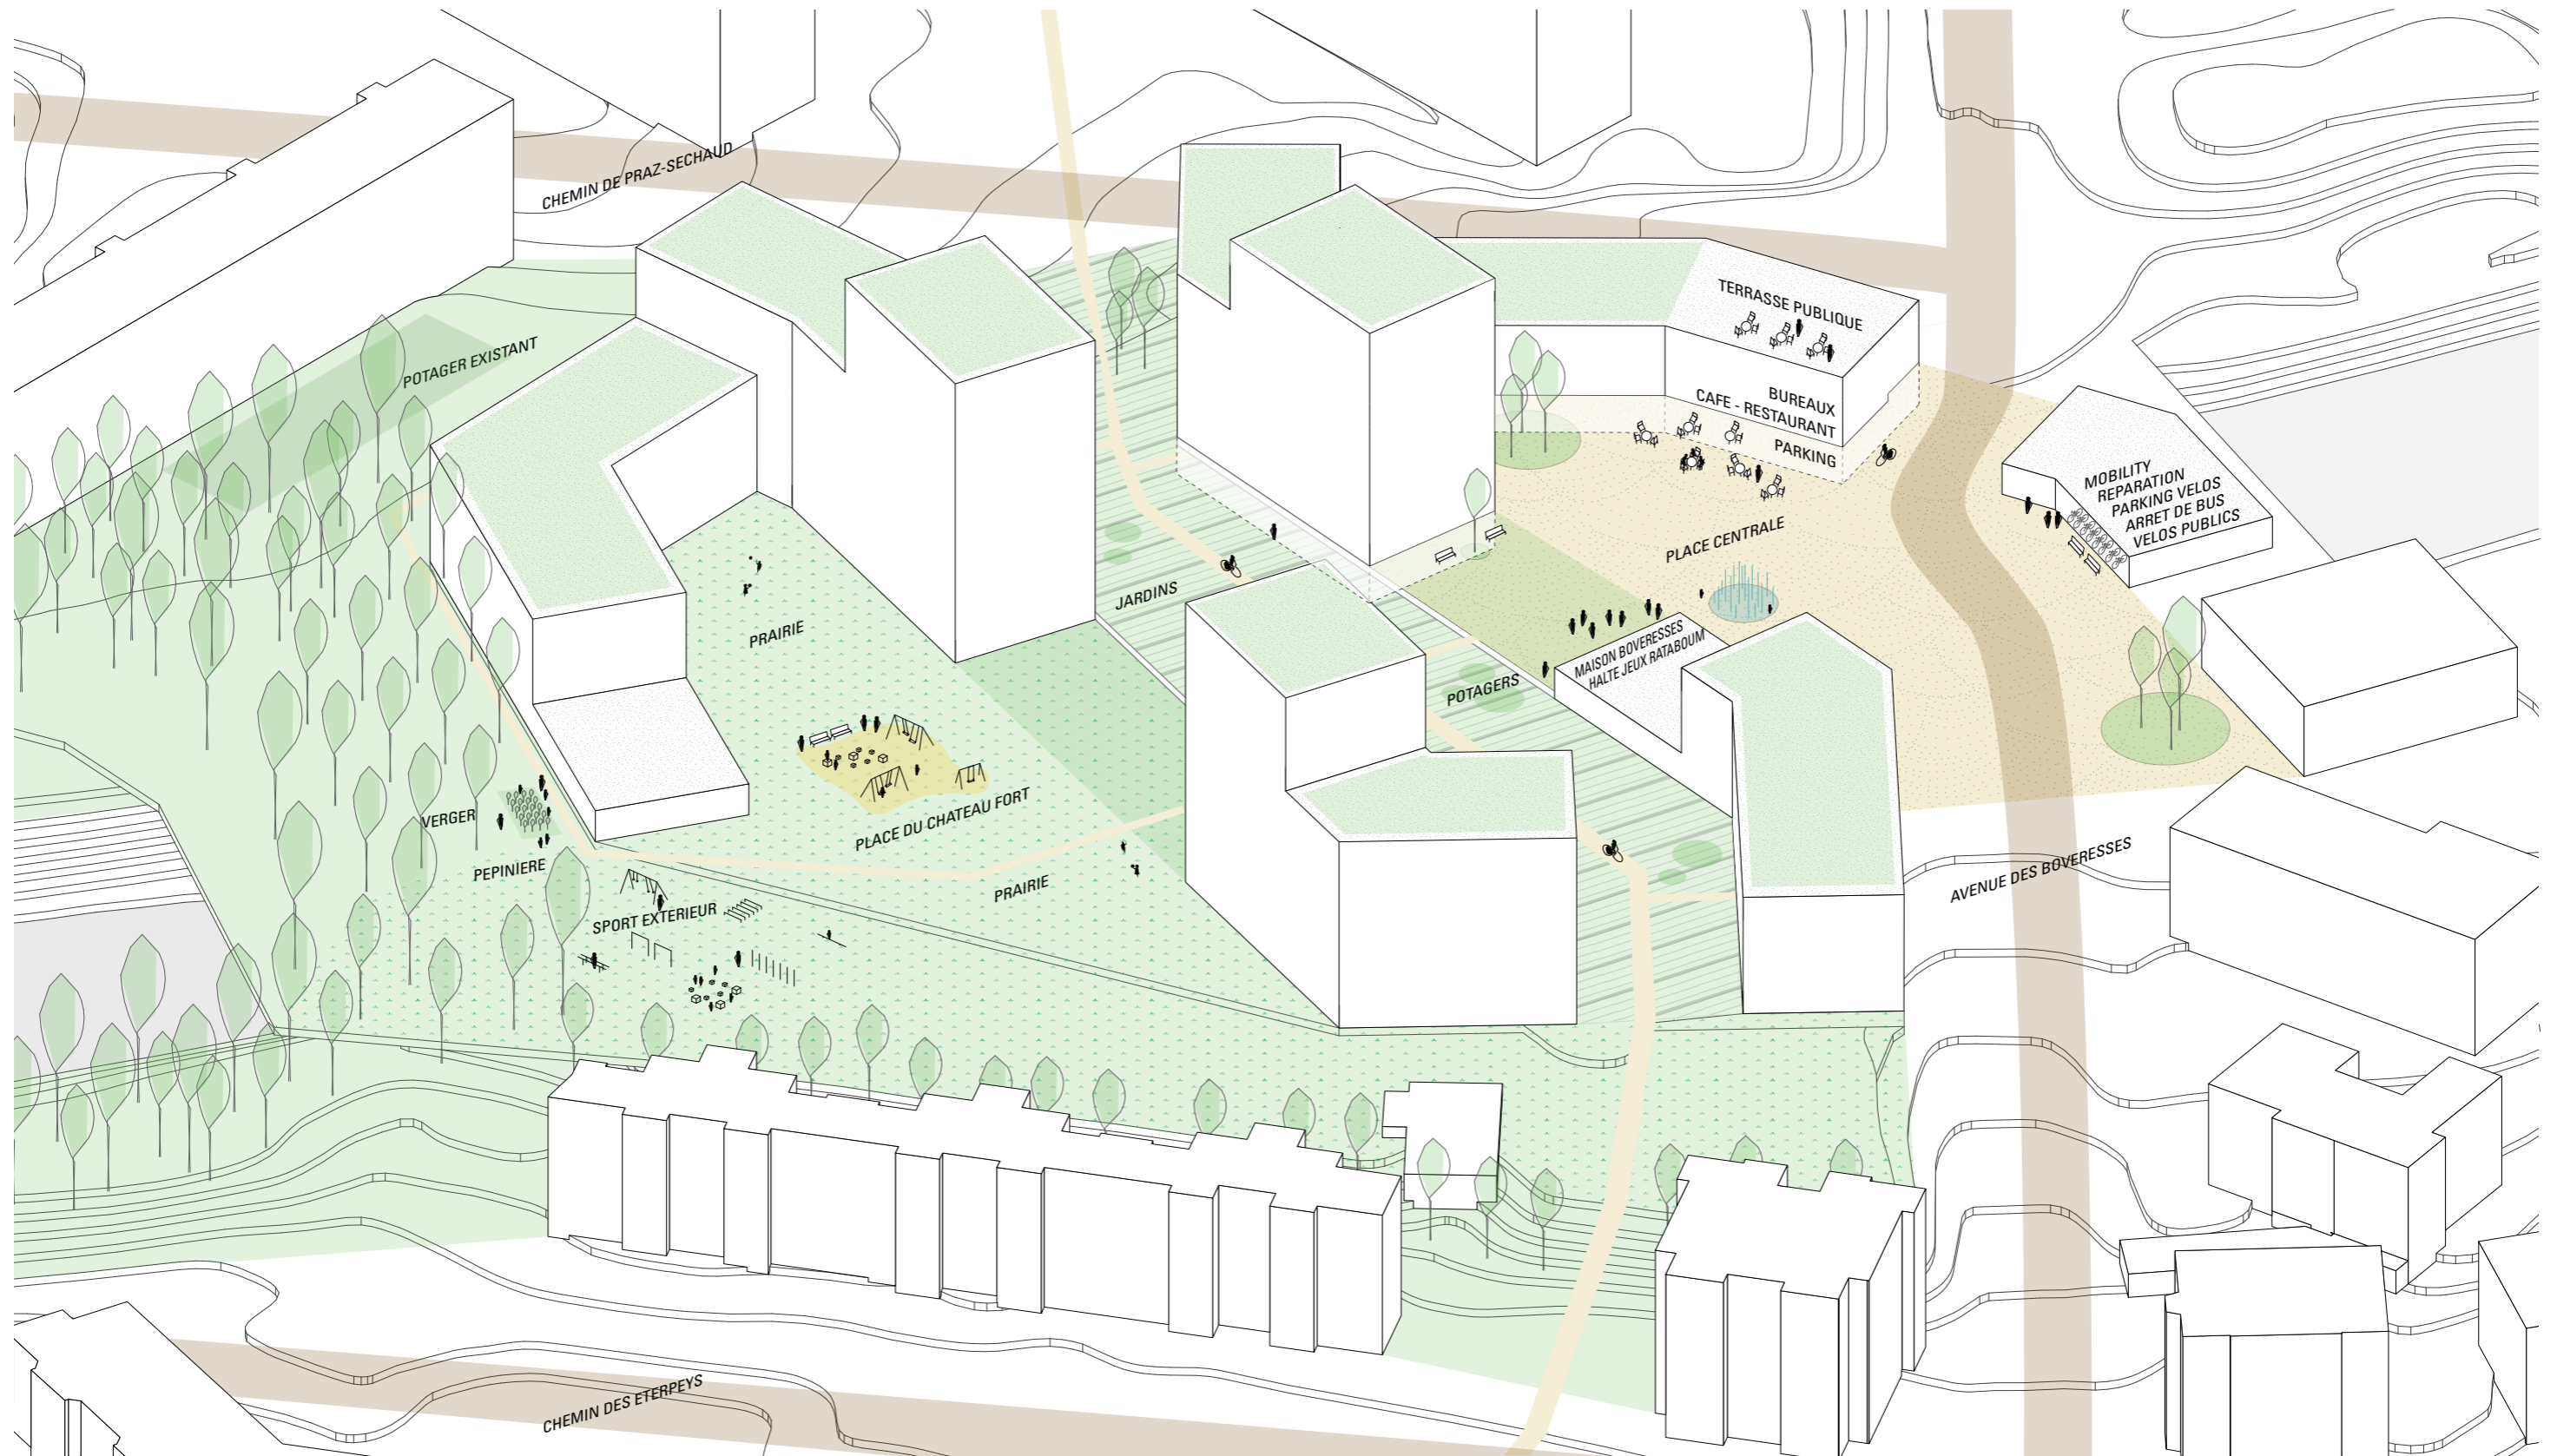 CHEMIN DE PRAZ-SECHAUD
TERRASSE PUBLIQUE
POTAGER EXISTANT
BUREAUX
CAFE - RESTAURANT
PARKING
MOBILITY
REPARATION
PARKING VELOS
ARRET DE BUS
VELOS PUBLICS
PLACE CENTRALE
JARDINS
PRAIRIE
MAISON BOVERESSES
HALTE JEUX RATABOUM
POTAGERS
VERGER
PLACE DU CHATEAU FORT
PEPINIERE
PRAIRIE
AVENUE DES BOVERESSES
SPORT EXTERIEUR
CHEMIN DES ETERPEYS